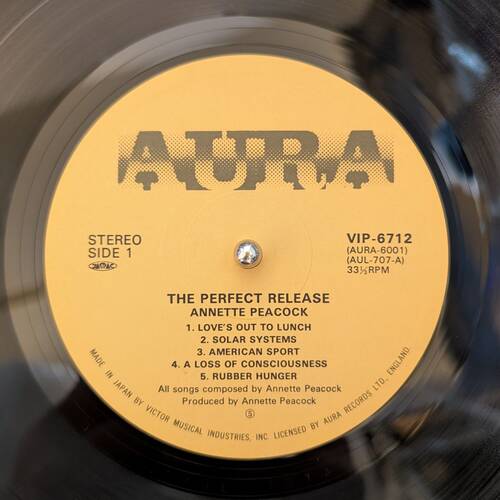 AURA
STEREO
SIDE 1
JASRAC
VIP-6712
(AURA-6001)
(AUL-707-A)
33⅓RPM
THE PERFECT RELEASE
ANNETTE PEACOCK
1. LOVE'S OUT TO LUNCH
2. SOLAR SYSTEMS
3. AMERICAN SPORT
4. A LOSS OF CONSCIOUSNESS
5. RUBBER HUNGER
All songs composed by Annette Peacock
Produced by Annette Peacock
Ⓢ
MADE IN JAPAN BY VICTOR MUSICAL INDUSTRIES, INC. LICENSED BY AURA RECORDS LTD, ENGLAND.